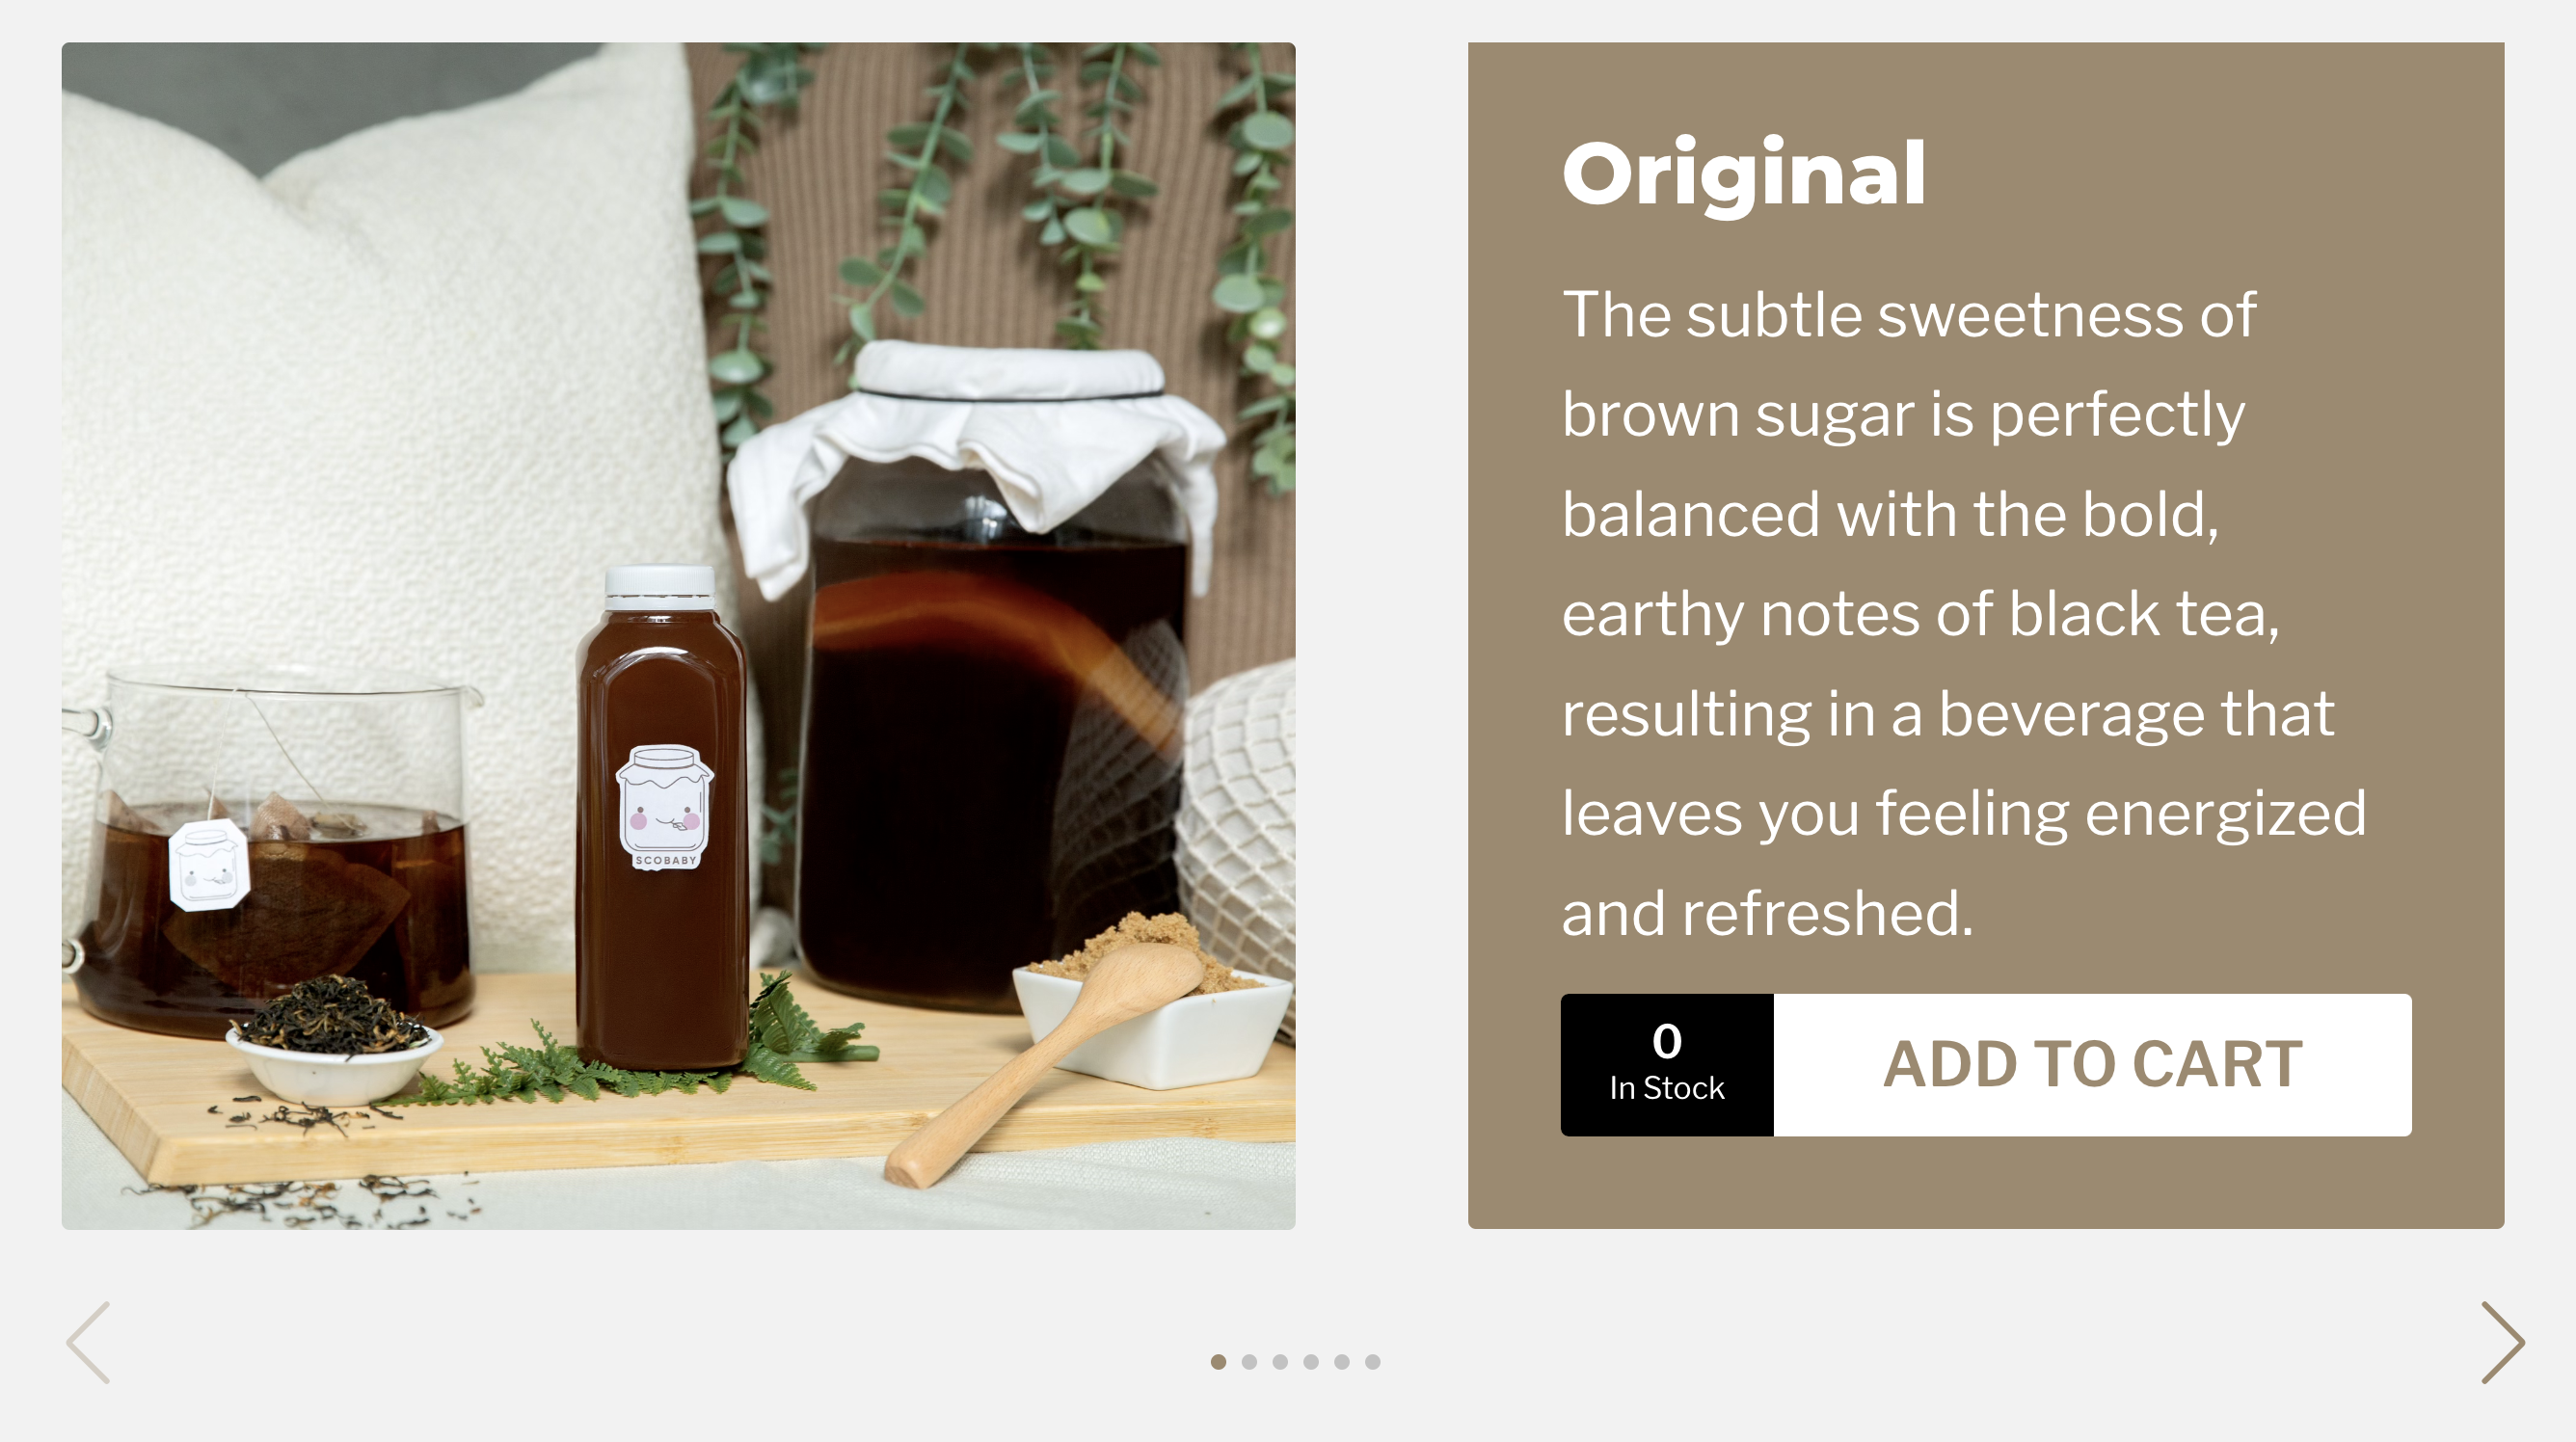 Original
The subtle sweetness of
brown sugar is perfectly
balanced with the bold,
earthy notes of black tea,
resulting in a beverage that
leaves you feeling energized
and refreshed.
0
In Stock
ADD TO CART
SCOBABY